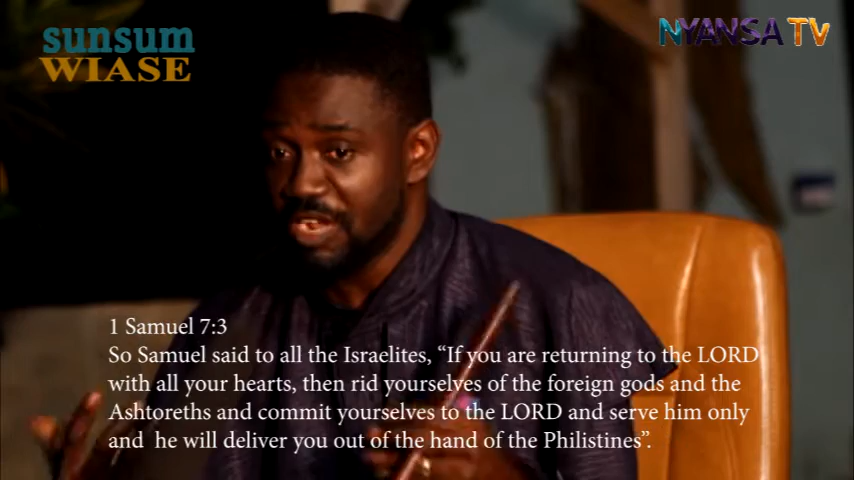 sunsum
WIASE
NYANSA TV
1 Samuel 7:3
So Samuel said to all the Israelites, “If you are returning to the LORD
with all your hearts, then rid yourselves of the foreign gods and the
Ashtoreths and commit yourselves to the LORD and serve him only
and  he will deliver you out of the hand of the Philistines”.